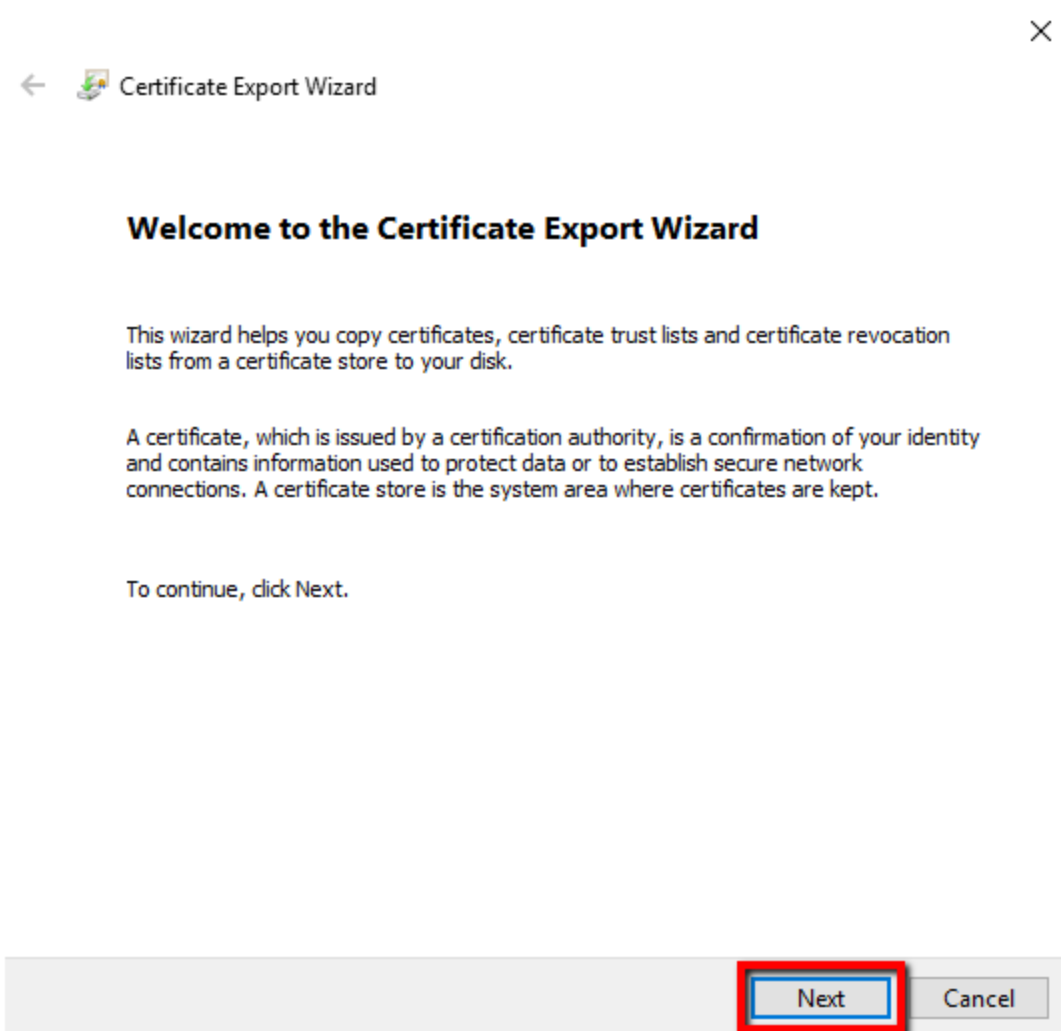 Certificate Export Wizard
Welcome to the Certificate Export Wizard
This wizard helps you copy certificates, certificate trust lists and certificate revocation
lists from a certificate store to your disk.
A certificate, which is issued by a certification authority, is a confirmation of your identity
and contains information used to protect data or to establish secure network
connections. A certificate store is the system area where certificates are kept.
To continue, click Next.
Next
Cancel